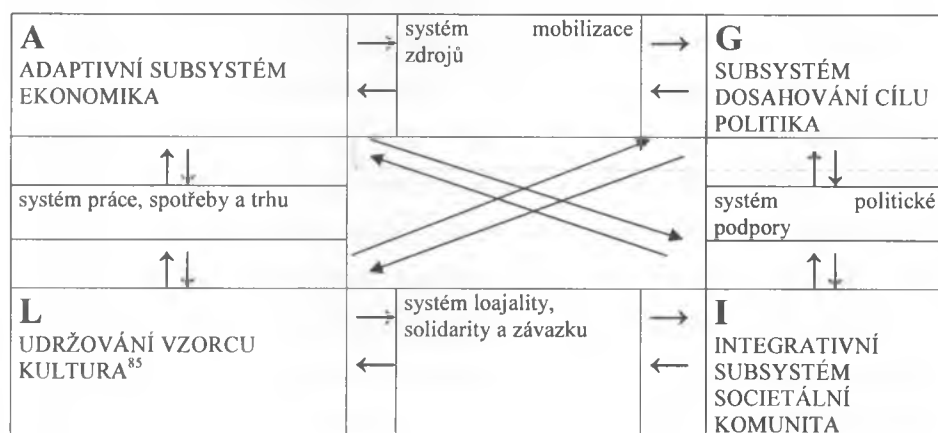 A
ADAPTIVNÍ SUBSYSTÉM
EKONOMIKA
systém mobilizace
zdrojů
G
SUBSYSTÉM
DOSAHOVÁNÍ CÍLU
POLITIKA
systém práce, spotřeby a trhu
systém politické
podpory
L
UDRŽOVÁNÍ VZORCU
KULTURA⁸⁵
systém loajality,
solidarity a závazku
I
INTEGRATIVNÍ
SUBSYSTÉM
SOCIETÁLNÍ
KOMUNITA